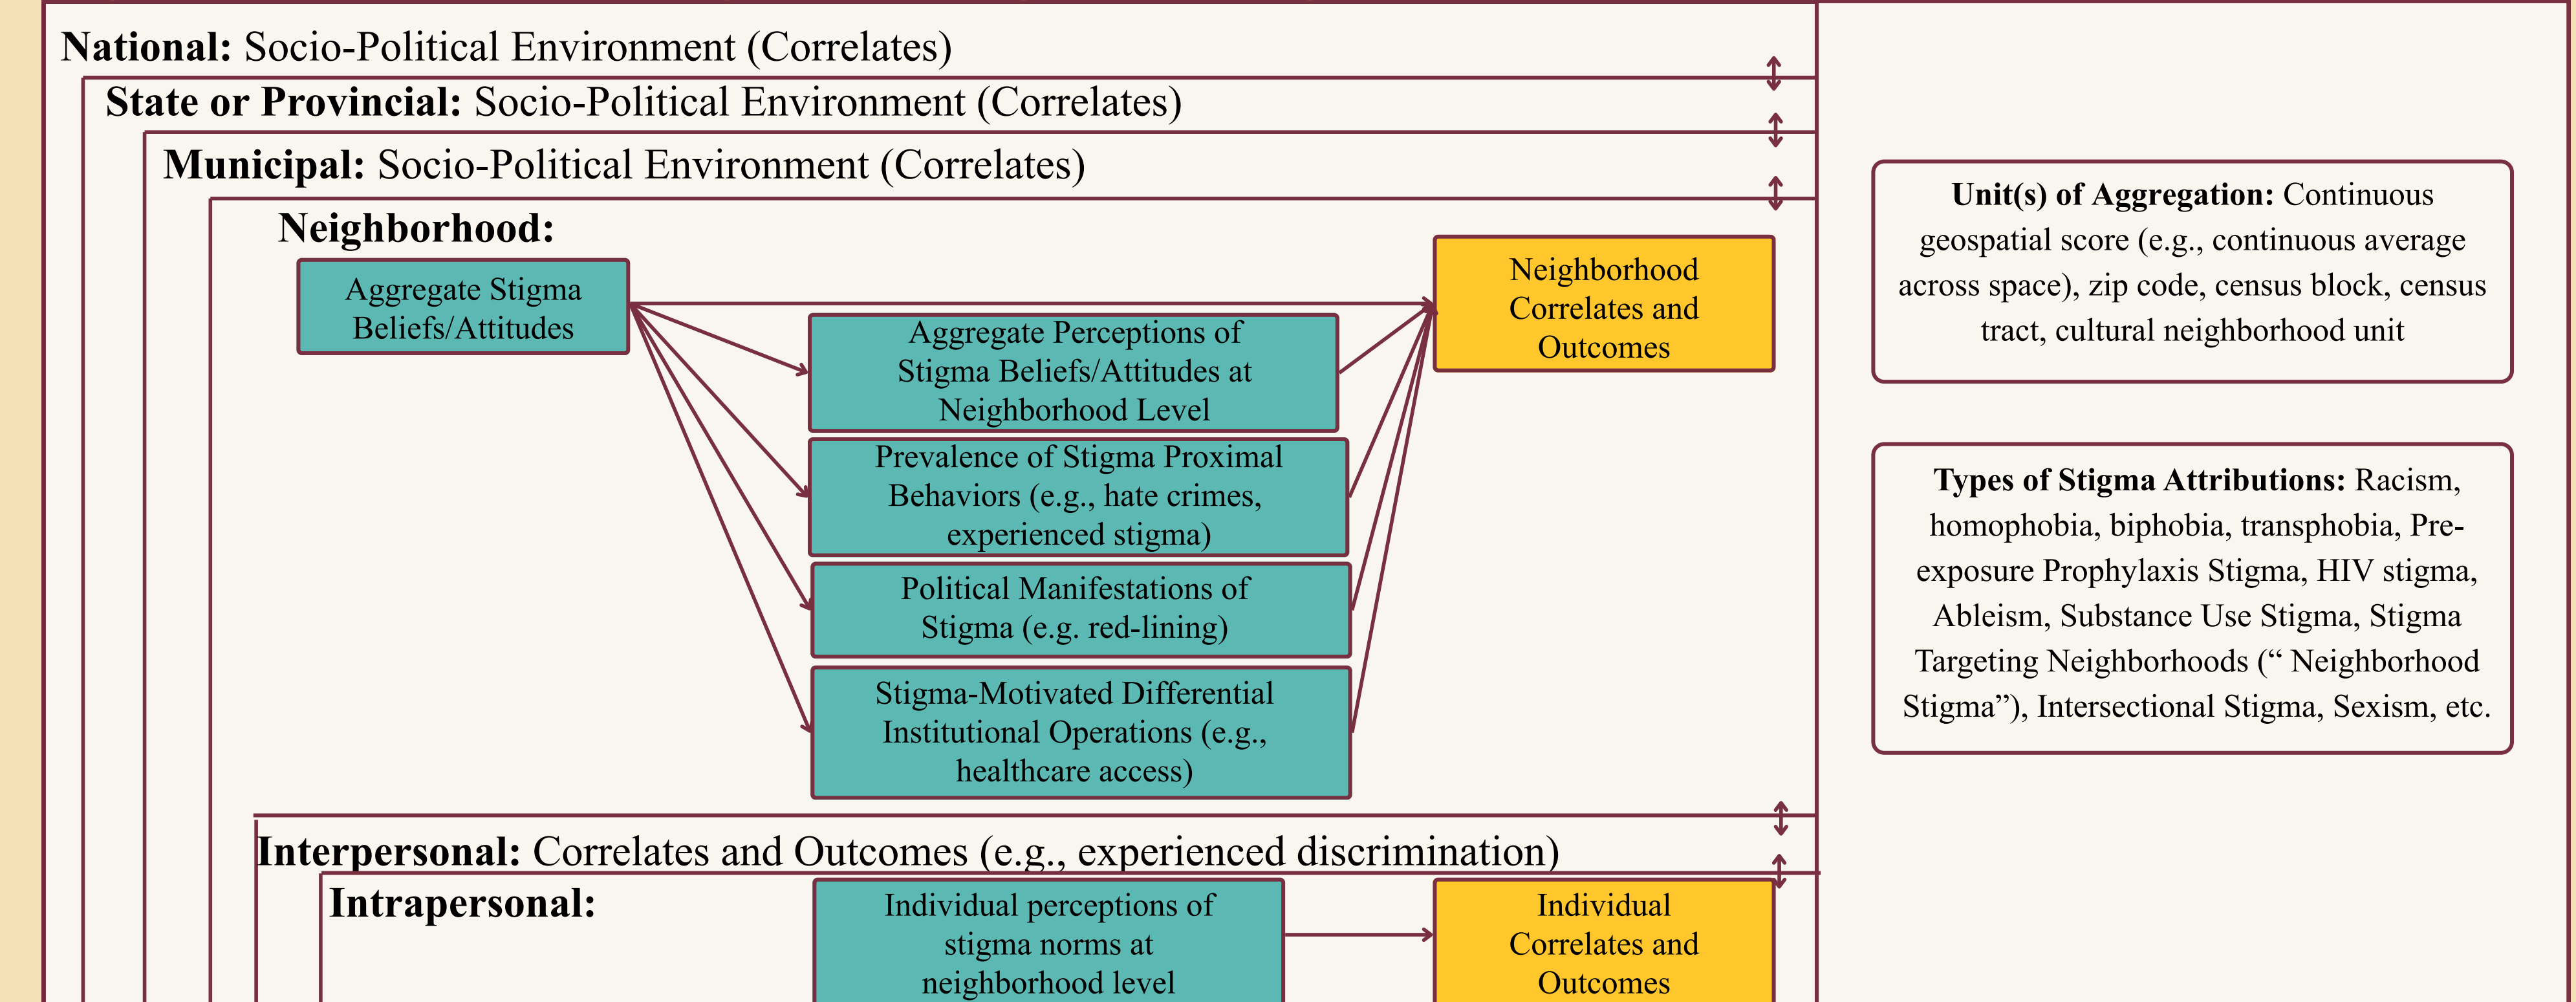 National: Socio-Political Environment (Correlates)
State or Provincial: Socio-Political Environment (Correlates)
Municipal: Socio-Political Environment (Correlates)
Neighborhood:
Aggregate Stigma
Beliefs/Attitudes
Aggregate Perceptions of
Stigma Beliefs/Attitudes at
Neighborhood Level
Prevalence of Stigma Proximal
Behaviors (e.g., hate crimes,
experienced stigma)
Political Manifestations of
Stigma (e.g. red-lining)
Stigma-Motivated Differential
Institutional Operations (e.g.,
healthcare access)
Neighborhood
Correlates and
Outcomes
Interpersonal: Correlates and Outcomes (e.g., experienced discrimination)
Intrapersonal:
Individual perceptions of
stigma norms at
neighborhood level
Individual
Correlates and
Outcomes
Unit(s) of Aggregation: Continuous
geospatial score (e.g., continuous average
across space), zip code, census block, census
tract, cultural neighborhood unit
Types of Stigma Attributions: Racism,
homophobia, biphobia, transphobia, Pre-
exposure Prophylaxis Stigma, HIV stigma,
Ableism, Substance Use Stigma, Stigma
Targeting Neighborhoods (“ Neighborhood
Stigma”), Intersectional Stigma, Sexism, etc.